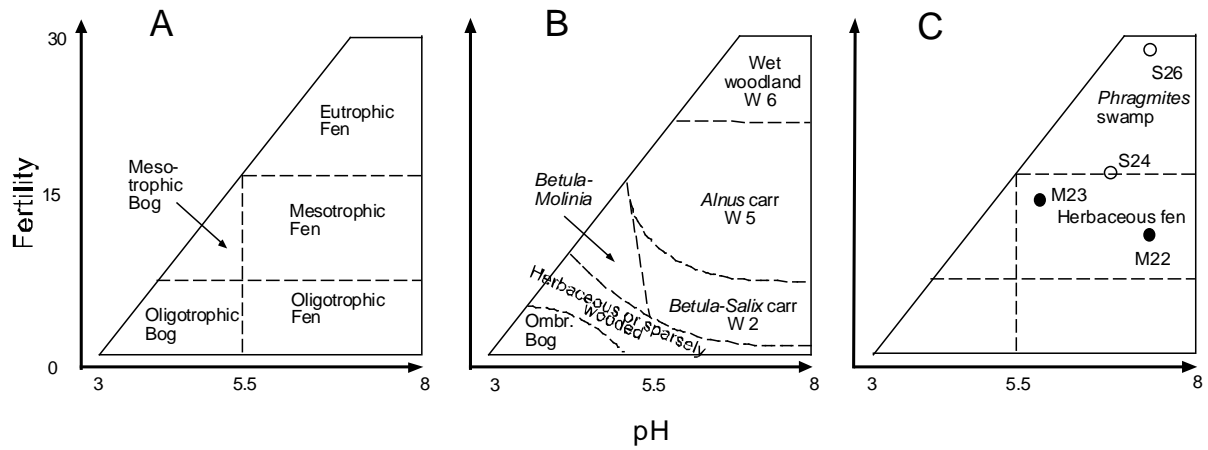 A
B
C
30
15
0
Fertility
Eutrophic
Fen
Meso-
trophic
Bog
Mesotrophic
Fen
Oligotrophic
Bog
Oligotrophic
Fen
3
5.5
8
Wet
woodland
W 6
Betula-
Molinia
Alnus carr
W 5
Herbaceous or sparsely
wooded
Betula-Salix carr
W 2
Ombr.
Bog
3
5.5
8
S26
Phragmites
swamp
S24
M23
Herbaceous fen
M22
3
5.5
8
pH